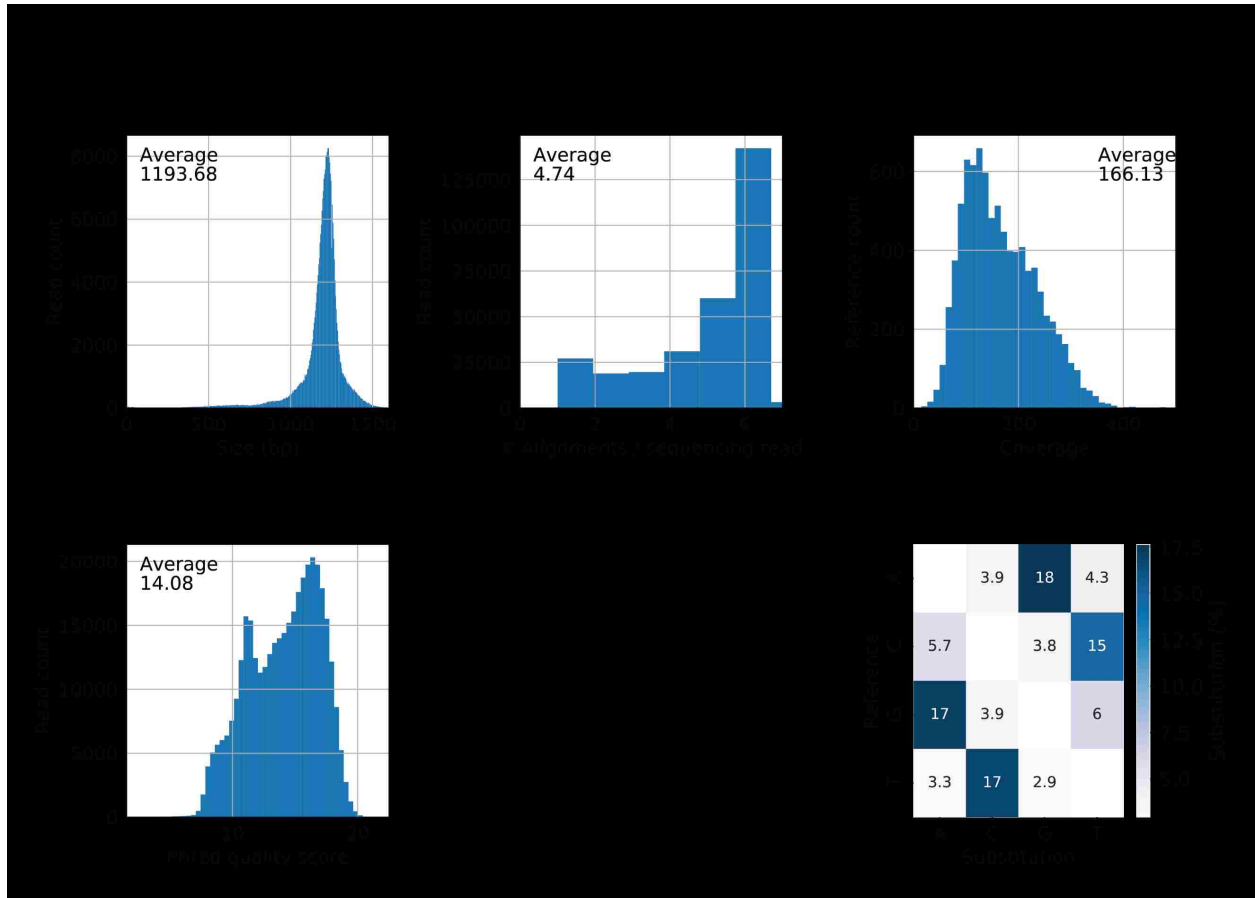 Average
1193.68
8000
6000
4000
2000
0
0
500
1000
1500
Read count
Size (bp)
Average
4.74
125000
100000
75000
50000
25000
0
2
4
6
Read count
# Alignments / sequencing read
Average
166.13
600
400
200
0
0
200
400
Reference count
Coverage
Average
14.08
20000
15000
10000
5000
0
10
20
Read count
Phred quality score
3.9 18 4.3
5.7 3.8 15
17 3.9 6
3.3 17 2.9
A
C
G
T
Reference
A C G T
Substitution
17.5
15.0
12.5
10.0
7.5
5.0
Substitution (%)